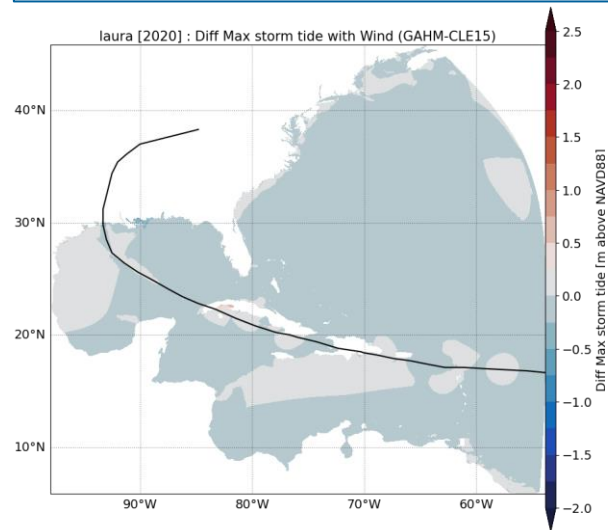 laura [2020] : Diff Max storm tide with Wind (GAHM-CLE15)
40°N
30°N
20°N
10°N
90°W
80°W
70°W
60°W
2.5
2.0
1.5
1.0
0.5
0.0
−0.5
−1.0
−1.5
−2.0
Diff Max storm tide [m above NAVD88]